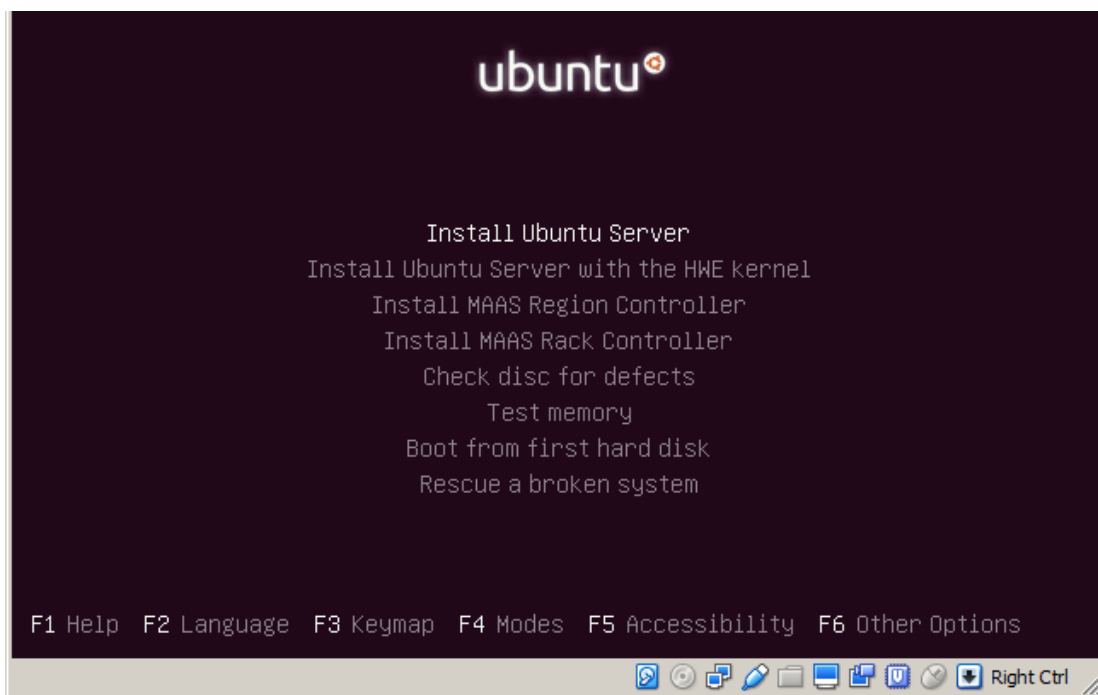 ubuntu
Install Ubuntu Server
Install Ubuntu Server with the HWE kernel
Install MAAS Region Controller
Install MAAS Rack Controller
Check disc for defects
Test memory
Boot from first hard disk
Rescue a broken system
F1 Help F2 Language F3 Keymap F4 Modes F5 Accessibility F6 Other Options
Right Ctrl